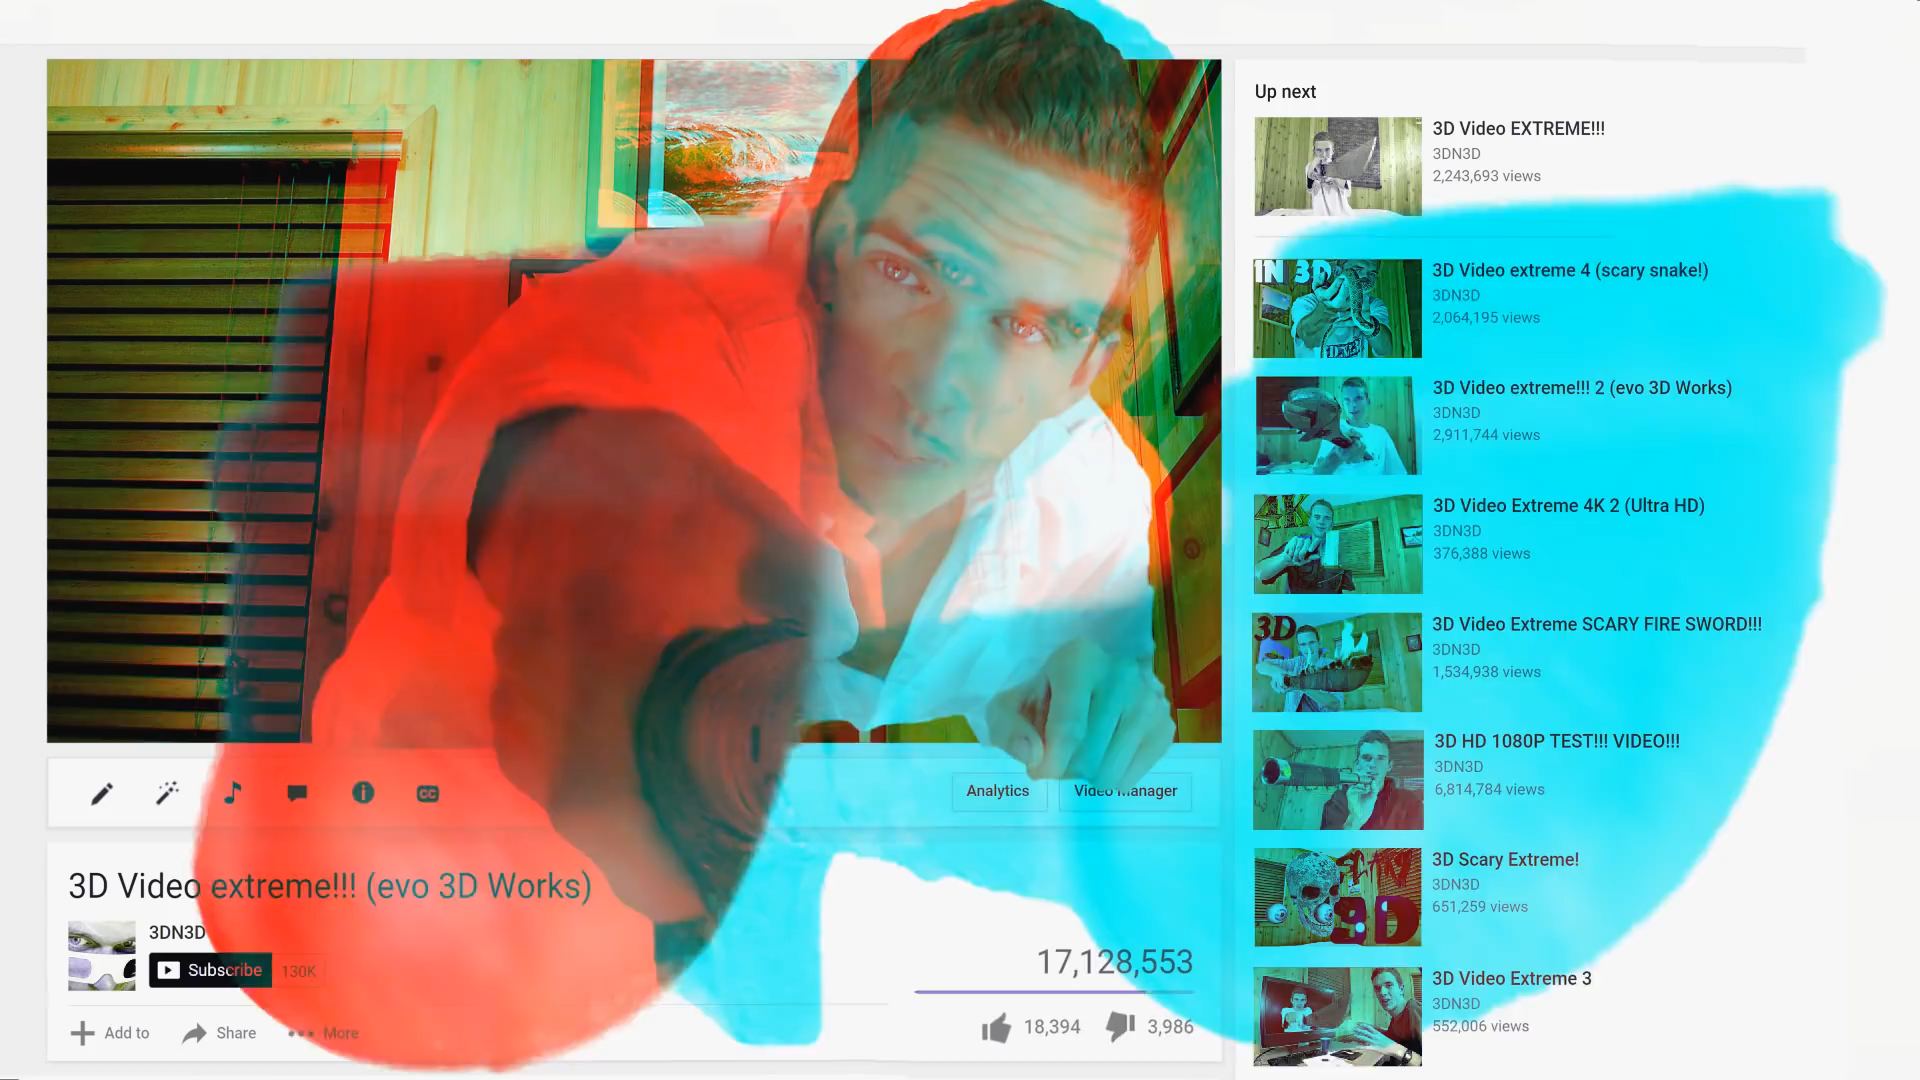 Up next
3D Video EXTREME!!!
3DN3D
2,243,693 views
IN 3D
3D Video extreme 4 (scary snake!)
3DN3D
2,064,195 views
3D Video extreme!!! 2 (evo 3D Works)
3DN3D
2,911,744 views
4K
3D Video Extreme 4K 2 (Ultra HD)
3DN3D
376,388 views
3D
3D Video Extreme SCARY FIRE SWORD!!!
3DN3D
1,534,938 views
3D HD 1080P TEST!!! VIDEO!!!
3DN3D
6,814,784 views
3D
3D Scary Extreme!
3DN3D
651,259 views
3D Video Extreme 3
3DN3D
552,006 views
CC
Analytics
Video Manager
3D Video extreme!!! (evo 3D Works)
3DN3D
Subscribe 130K
17,128,553
Add to Share More
18,394 3,986